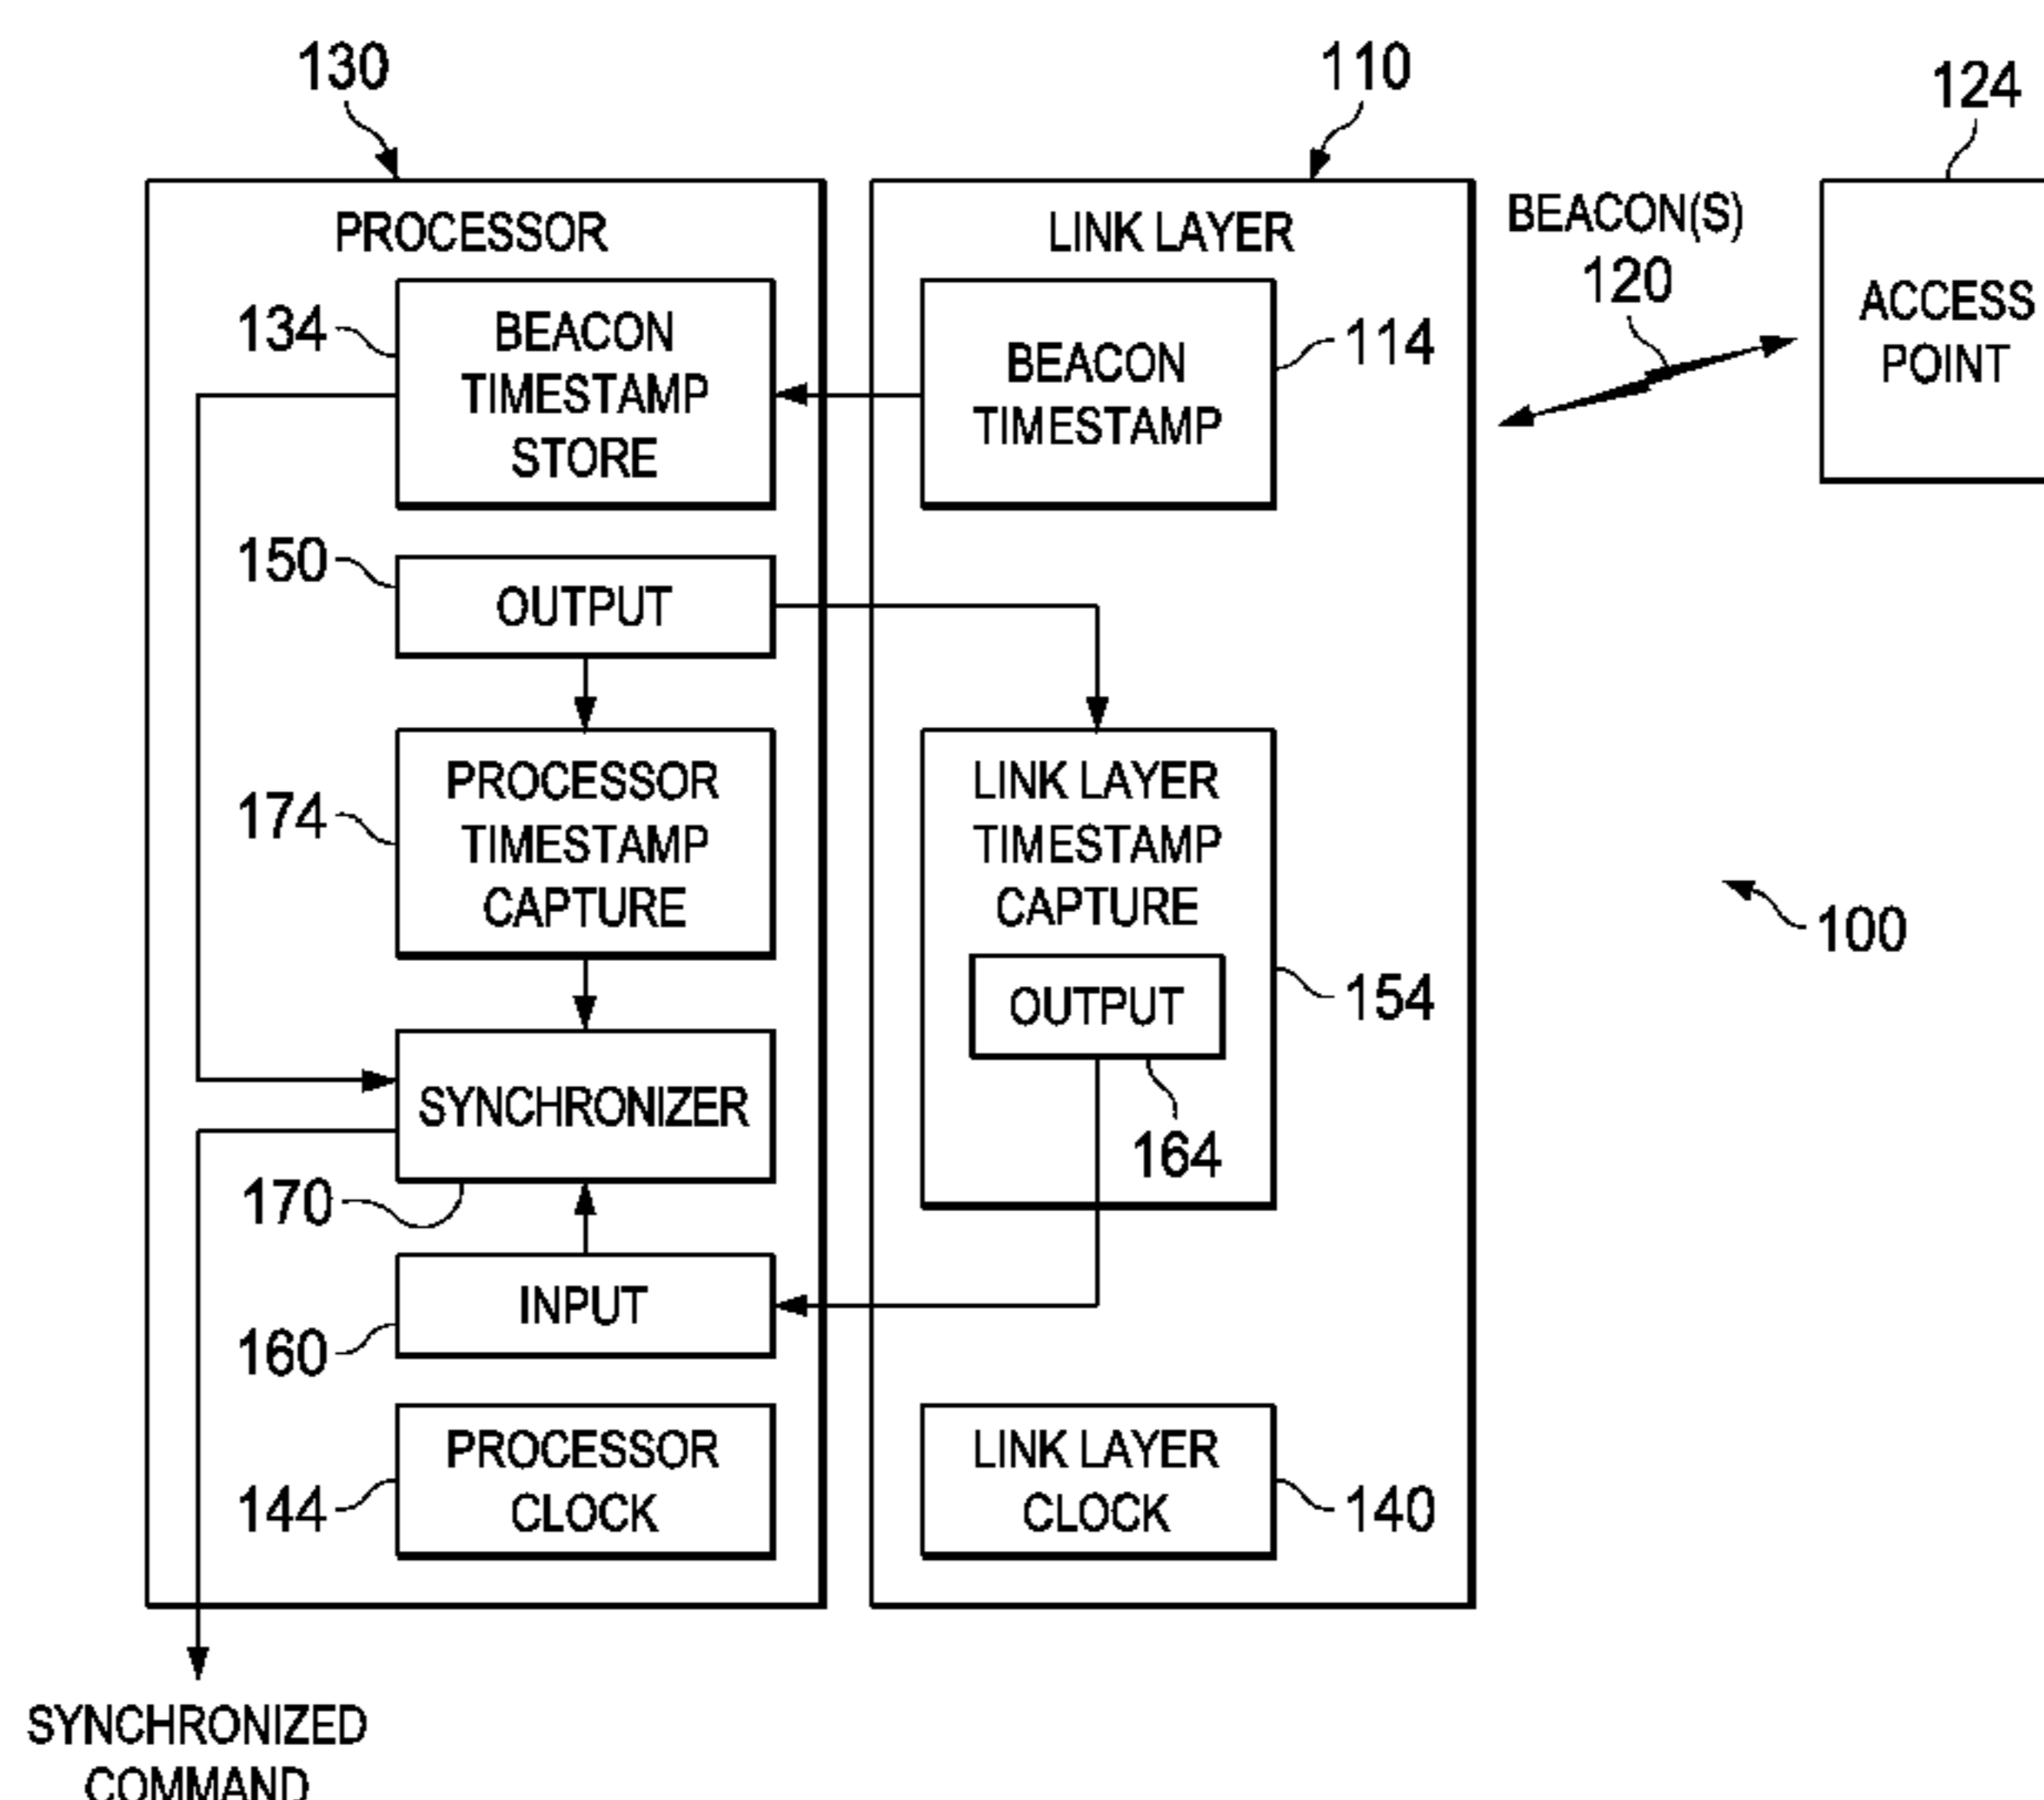 130
110
124
PROCESSOR
LINK LAYER
BEACON(S)
120
ACCESS
POINT
134
BEACON
TIMESTAMP
STORE
BEACON
TIMESTAMP
114
150
OUTPUT
174
PROCESSOR
TIMESTAMP
CAPTURE
LINK LAYER
TIMESTAMP
CAPTURE
OUTPUT
154
164
100
SYNCHRONIZER
170
INPUT
160
PROCESSOR
CLOCK
144
LINK LAYER
CLOCK
140
SYNCHRONIZED
COMMAND